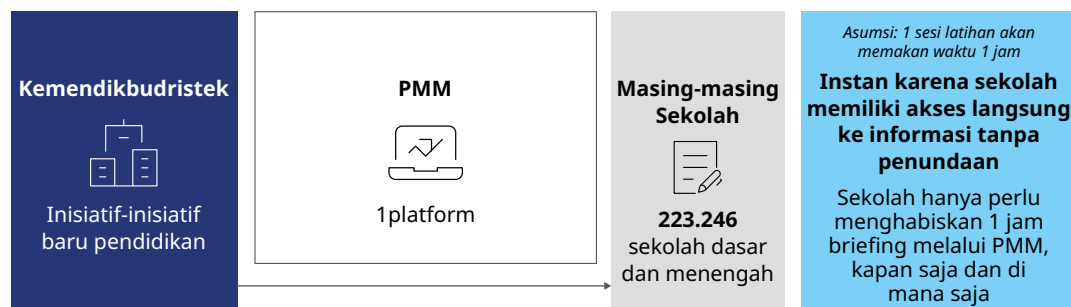 Kemendikbudristek
Inisiatif-inisiatif
baru pendidikan
PMM
1platform
Masing-masing
Sekolah
223.246
sekolah dasar
dan menengah
Asumsi: 1 sesi latihan akan
memakan waktu 1 jam
Instan karena sekolah
memiliki akses langsung
ke informasi tanpa
penundaan
Sekolah hanya perlu
menghabiskan 1 jam
briefing melalui PMM,
kapan saja dan di
mana saja